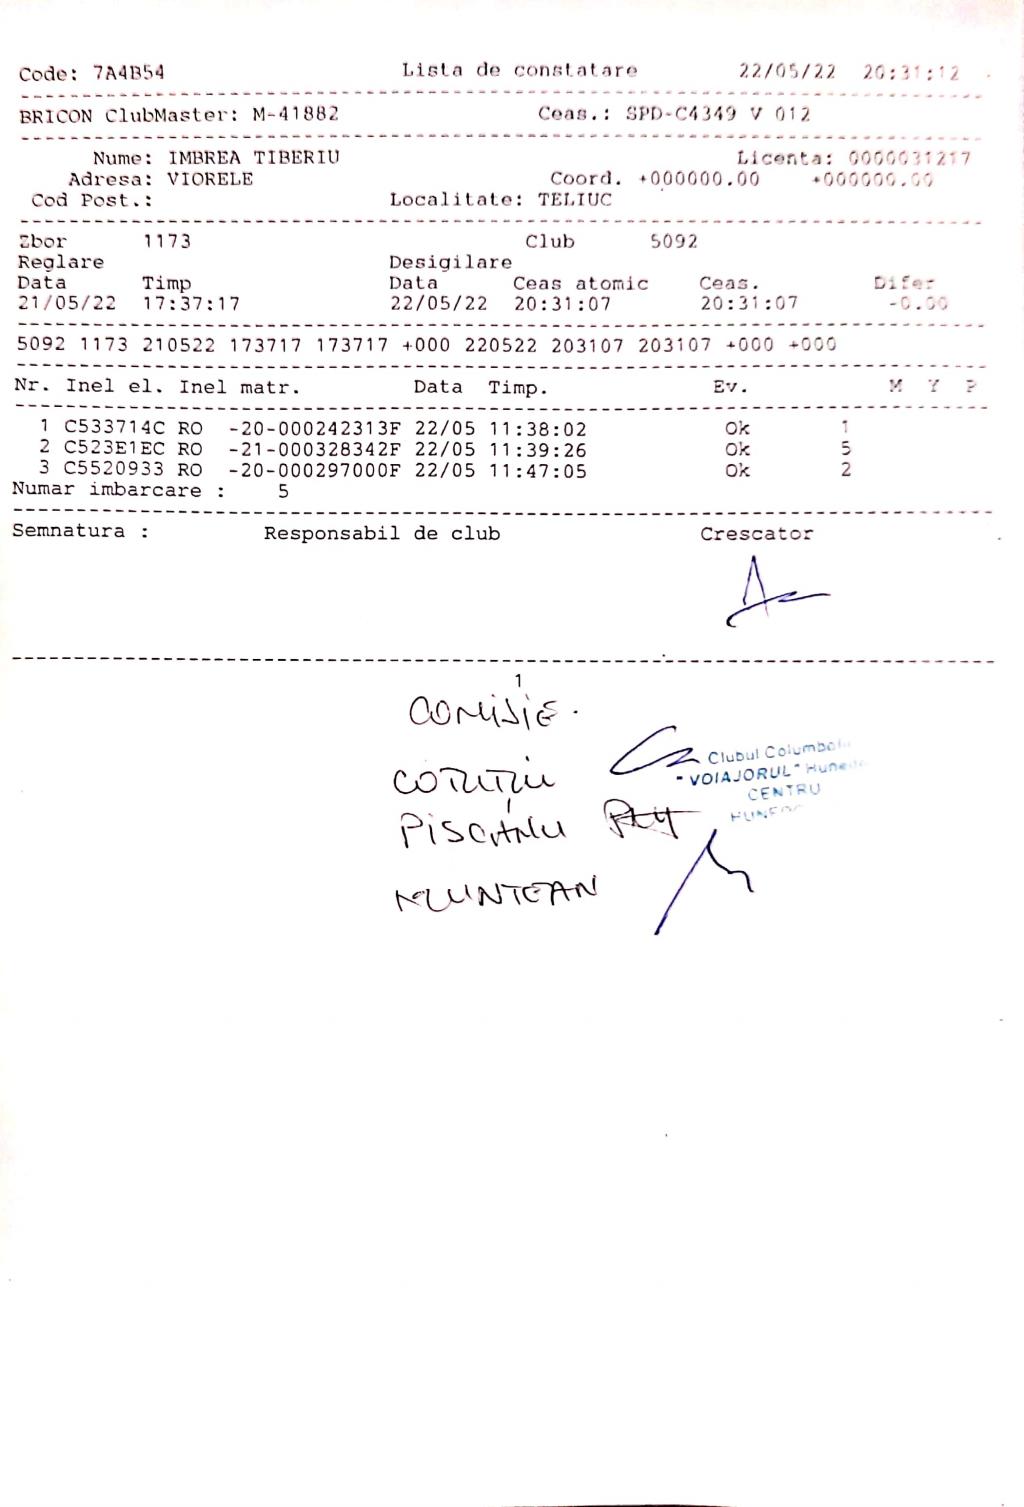 Code: 7A4B54 Lista de constatare 22/05/22 20:31:12
BRICON ClubMaster: M-41882 Ceas.: SPD-C4349 V 012
Nume: IMBREA TIBERIU Licenta: 0000031217
Adresa: VIORELE Coord. +000000.00 +000000.00
Cod Post.: Localitate: TELIUC
Zbor 1173 Club 5092
Reglare Desigilare
Data Timp Data Ceas atomic Ceas. Difer
21/05/22 17:37:17 22/05/22 20:31:07 20:31:07 -0.00
5092 1173 210522 173717 173717 +000 220522 203107 203107 +000 +000
Nr. Inel el. Inel matr. Data Timp. Ev. M Y P
1 C533714C RO -20-000242313F 22/05 11:38:02 Ok 1
2 C523E1EC RO -21-000328342F 22/05 11:39:26 Ok 5
3 C5520933 RO -20-000297000F 22/05 11:47:05 Ok 2
Numar imbarcare : 5
Semnatura : Responsabil de club Crescator
1
COMISIE.
Clubul
"VOIAJORUL"
CENTRU
PISCANU
MUNTEAN